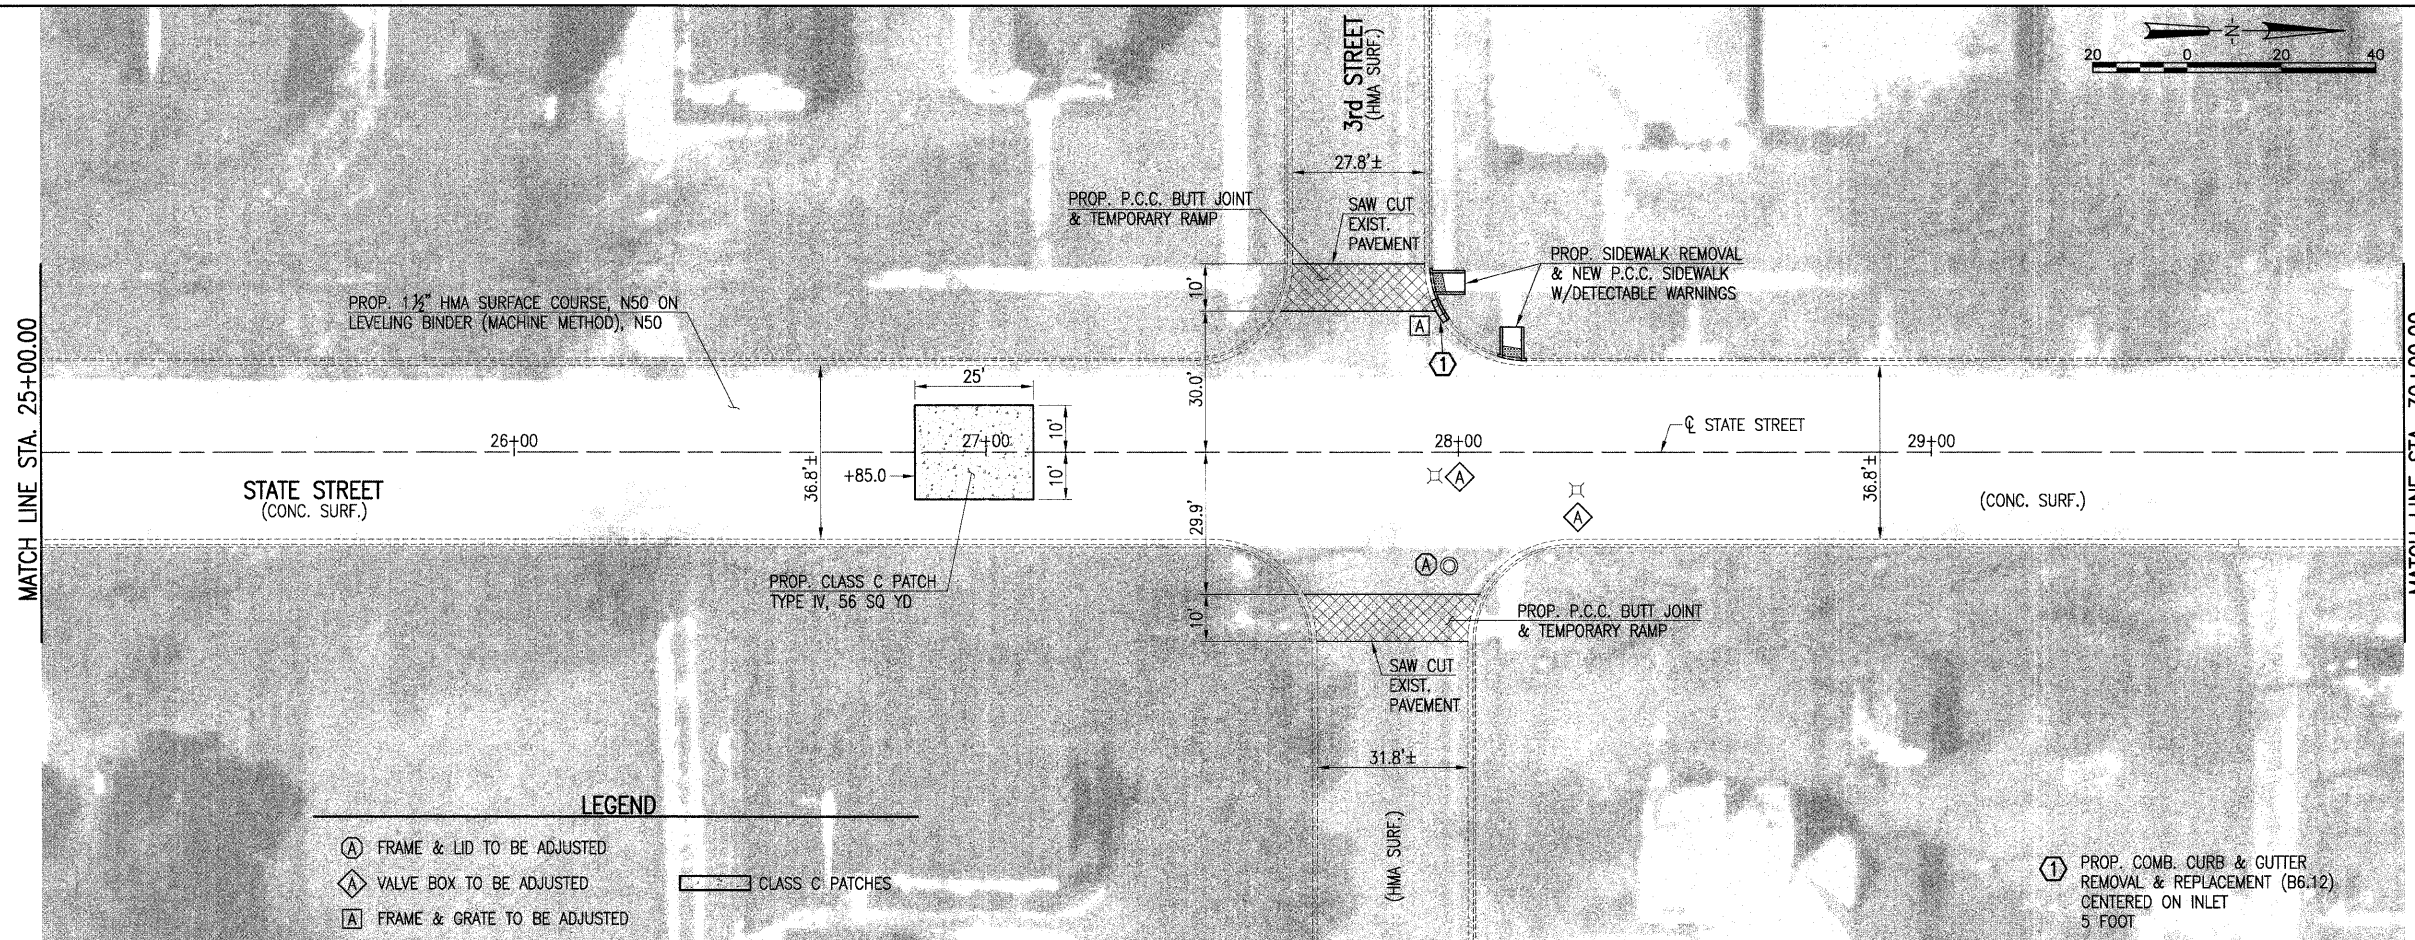 3rd STREET
(HMA SURF.)
-N-
20 0 20 40
27.8'±
PROP. P.C.C. BUTT JOINT
& TEMPORARY RAMP
SAW CUT
EXIST.
PAVEMENT
PROP. SIDEWALK REMOVAL
& NEW P.C.C. SIDEWALK
W/DETECTABLE WARNINGS
10'
PROP. 1½" HMA SURFACE COURSE, N50 ON
LEVELING BINDER (MACHINE METHOD), N50
A
1
MATCH LINE STA. 25+00.00
25'
30.0'
10'
10'
26+00
27+00
28+00
29+00
℄ STATE STREET
36.8'±
+85.0
A
36.8'±
STATE STREET
(CONC. SURF.)
(CONC. SURF.)
29.9'
A
A
PROP. CLASS C PATCH
TYPE IV, 56 SQ YD
10'
PROP. P.C.C. BUTT JOINT
& TEMPORARY RAMP
SAW CUT
EXIST.
PAVEMENT
31.8'±
(HMA SURF.)
LEGEND
A FRAME & LID TO BE ADJUSTED
A VALVE BOX TO BE ADJUSTED
CLASS C PATCHES
A FRAME & GRATE TO BE ADJUSTED
1 PROP. COMB. CURB & GUTTER
REMOVAL & REPLACEMENT (B6.12)
CENTERED ON INLET
5 FOOT